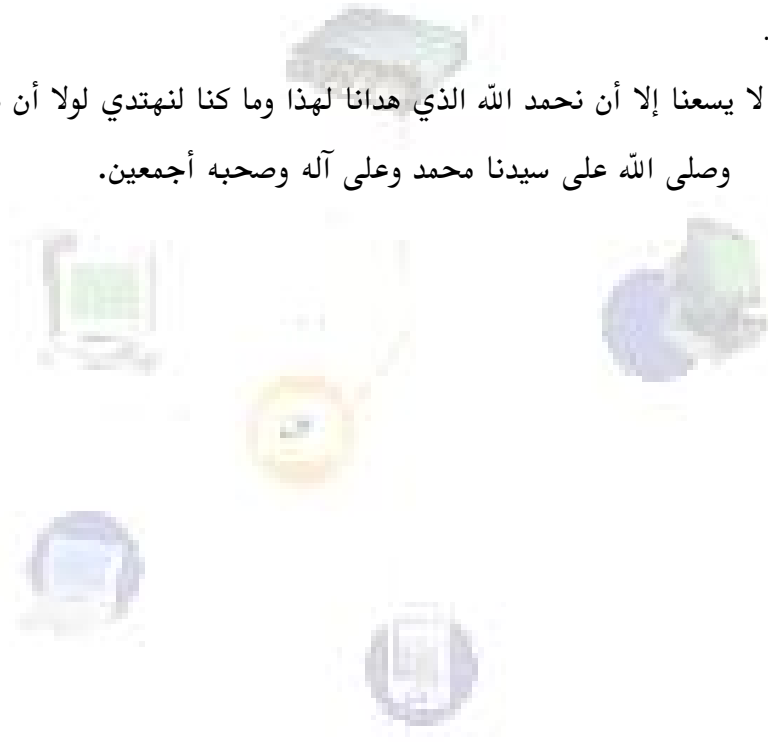 .
لا يسعنا إلا أن نحمد الله الذي هدانا لهذا وما كنا لنهتدي لولا أن
وصلى الله على سيدنا محمد وعلى آله وصحبه أجمعين.